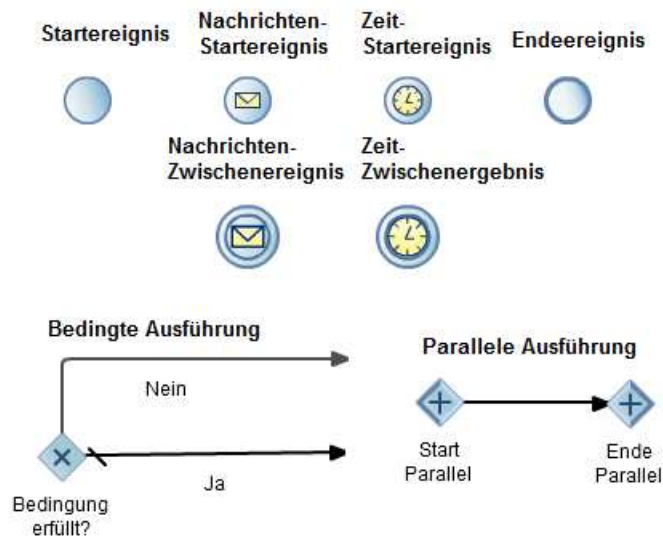 Startereignis
Nachrichten-
Startereignis
Zeit-
Startereignis
Endeereignis
Nachrichten-
Zwischenereignis
Zeit-
Zwischenergebnis
Bedingte Ausführung
Nein
Ja
Bedingung
erfüllt?
Parallele Ausführung
Start
Parallel
Ende
Parallel